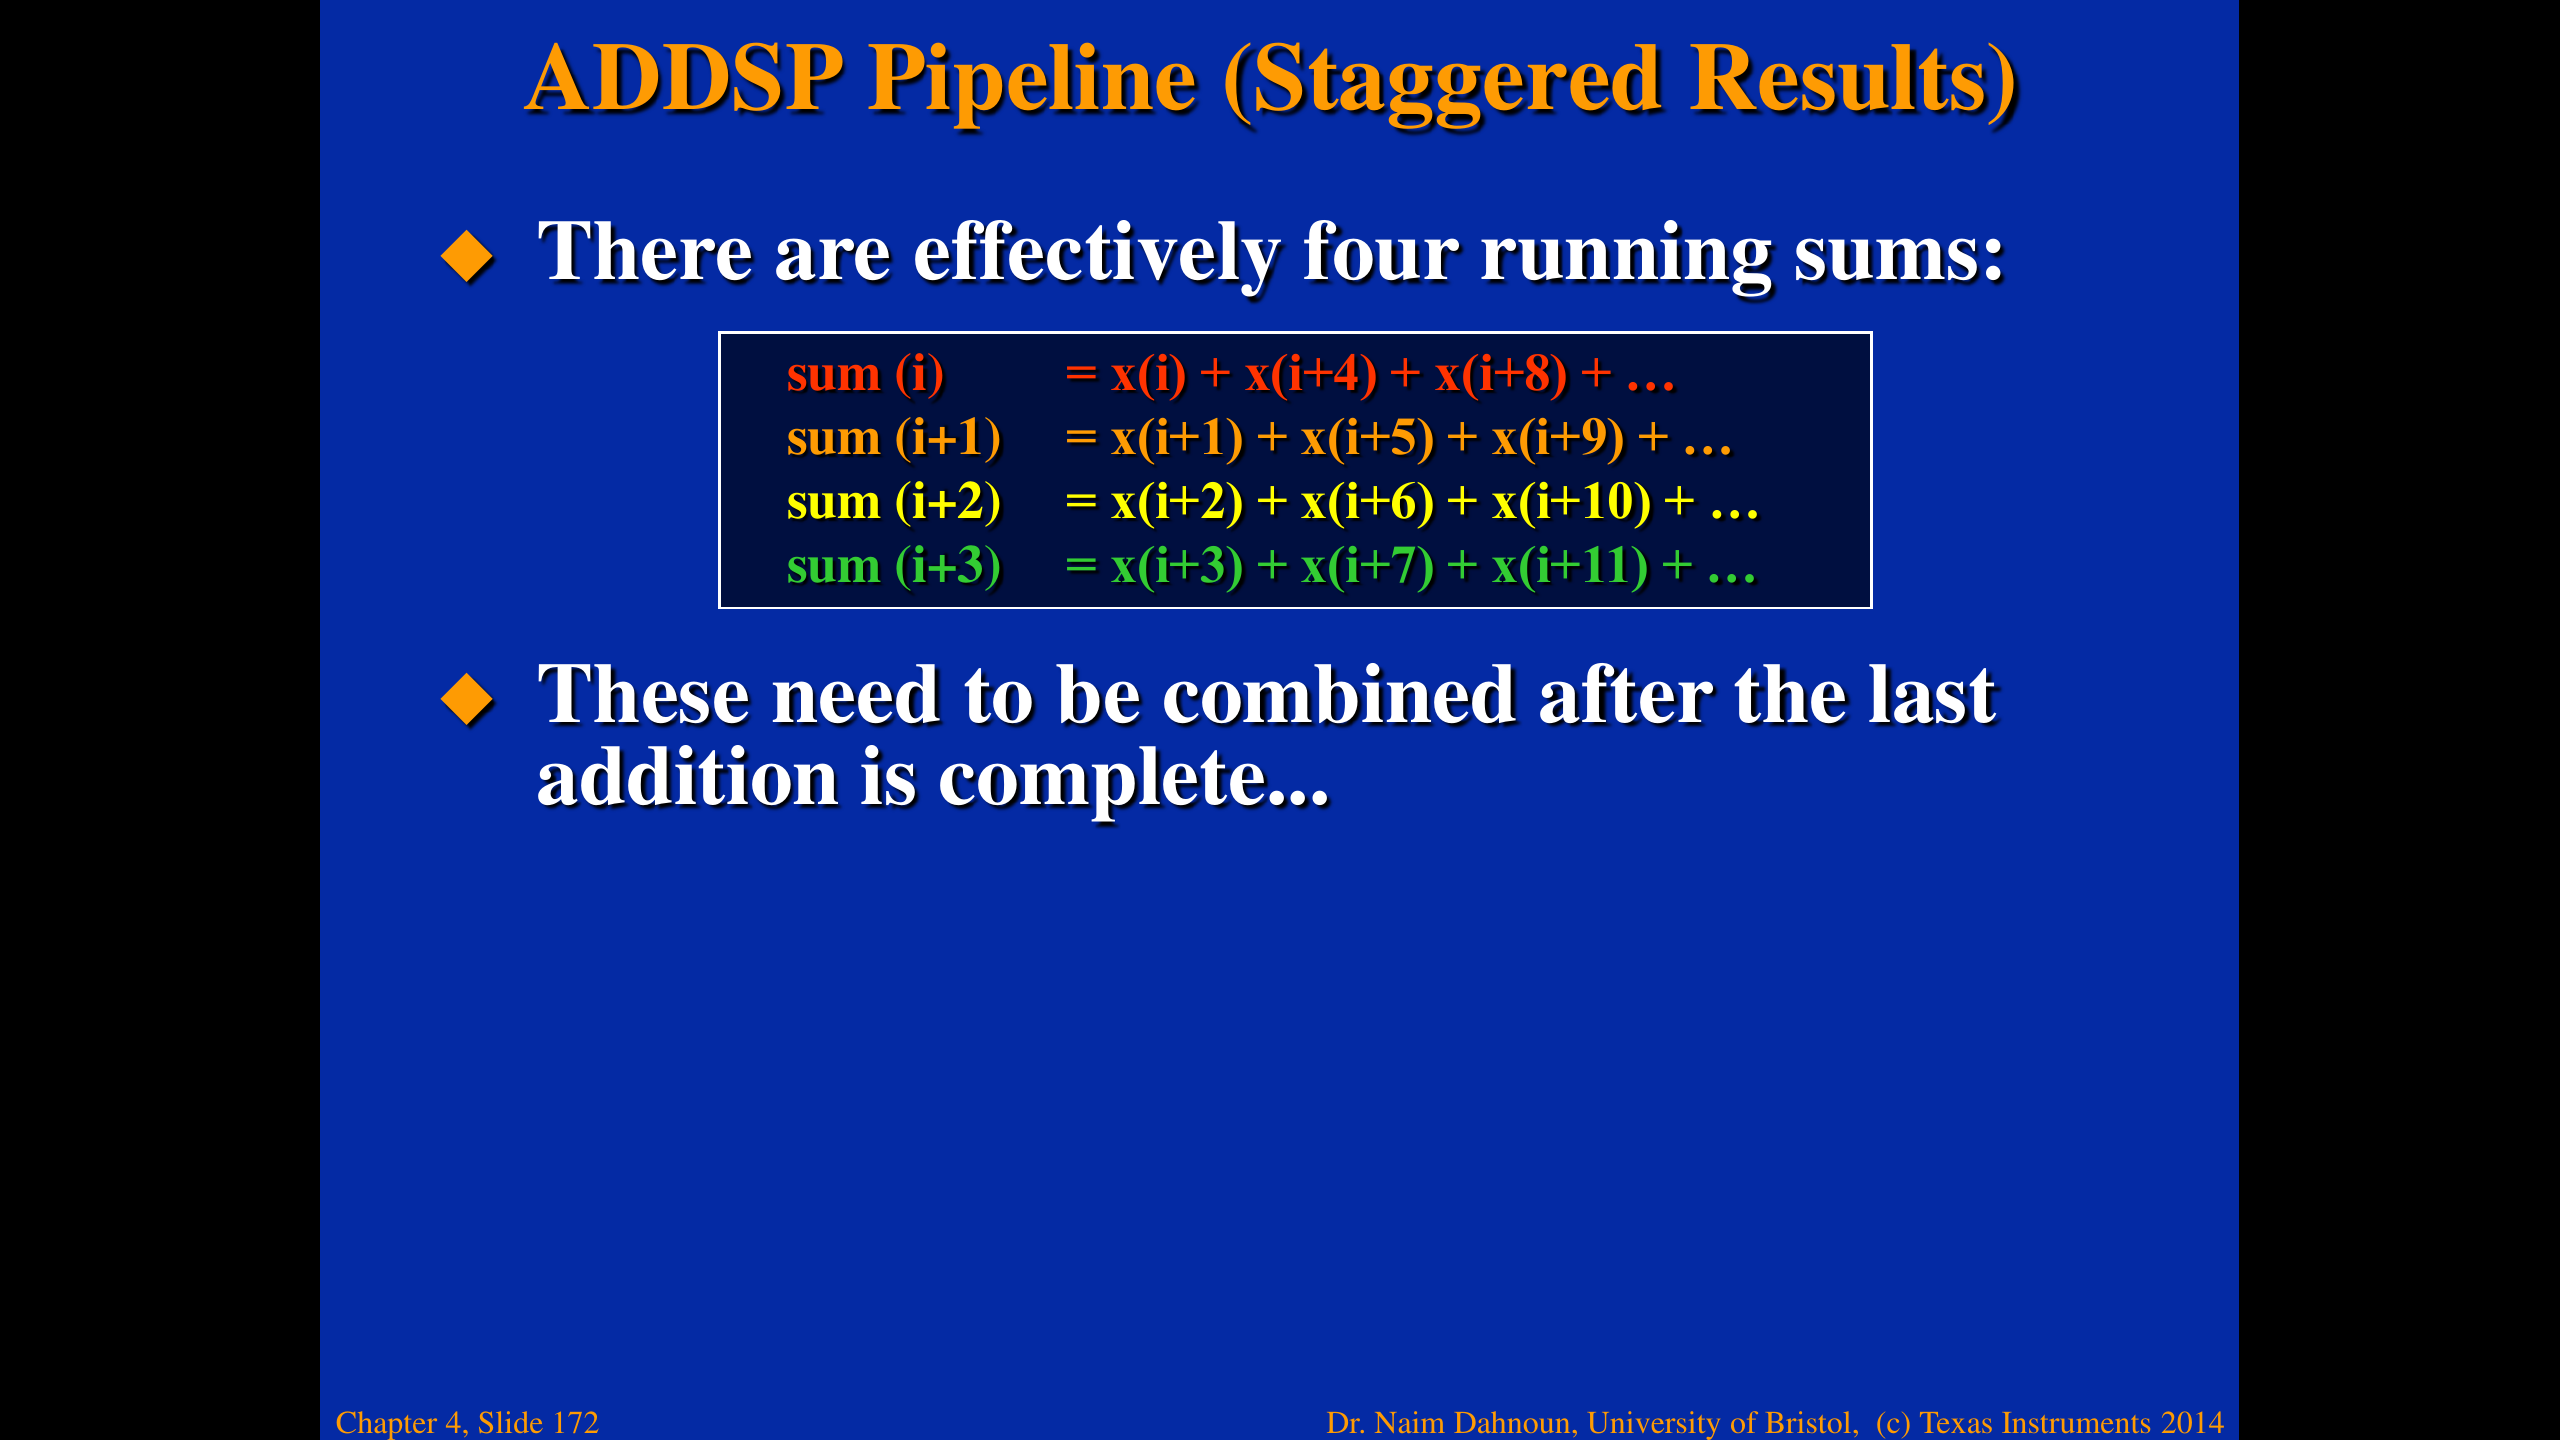 ADDSP Pipeline (Staggered Results)
There are effectively four running sums:
sum (i) = x(i) + x(i+4) + x(i+8) + …
sum (i+1) = x(i+1) + x(i+5) + x(i+9) + …
sum (i+2) = x(i+2) + x(i+6) + x(i+10) + …
sum (i+3) = x(i+3) + x(i+7) + x(i+11) + …
These need to be combined after the last
addition is complete...
Chapter 4, Slide 172
Dr. Naim Dahnoun, University of Bristol, (c) Texas Instruments 2014